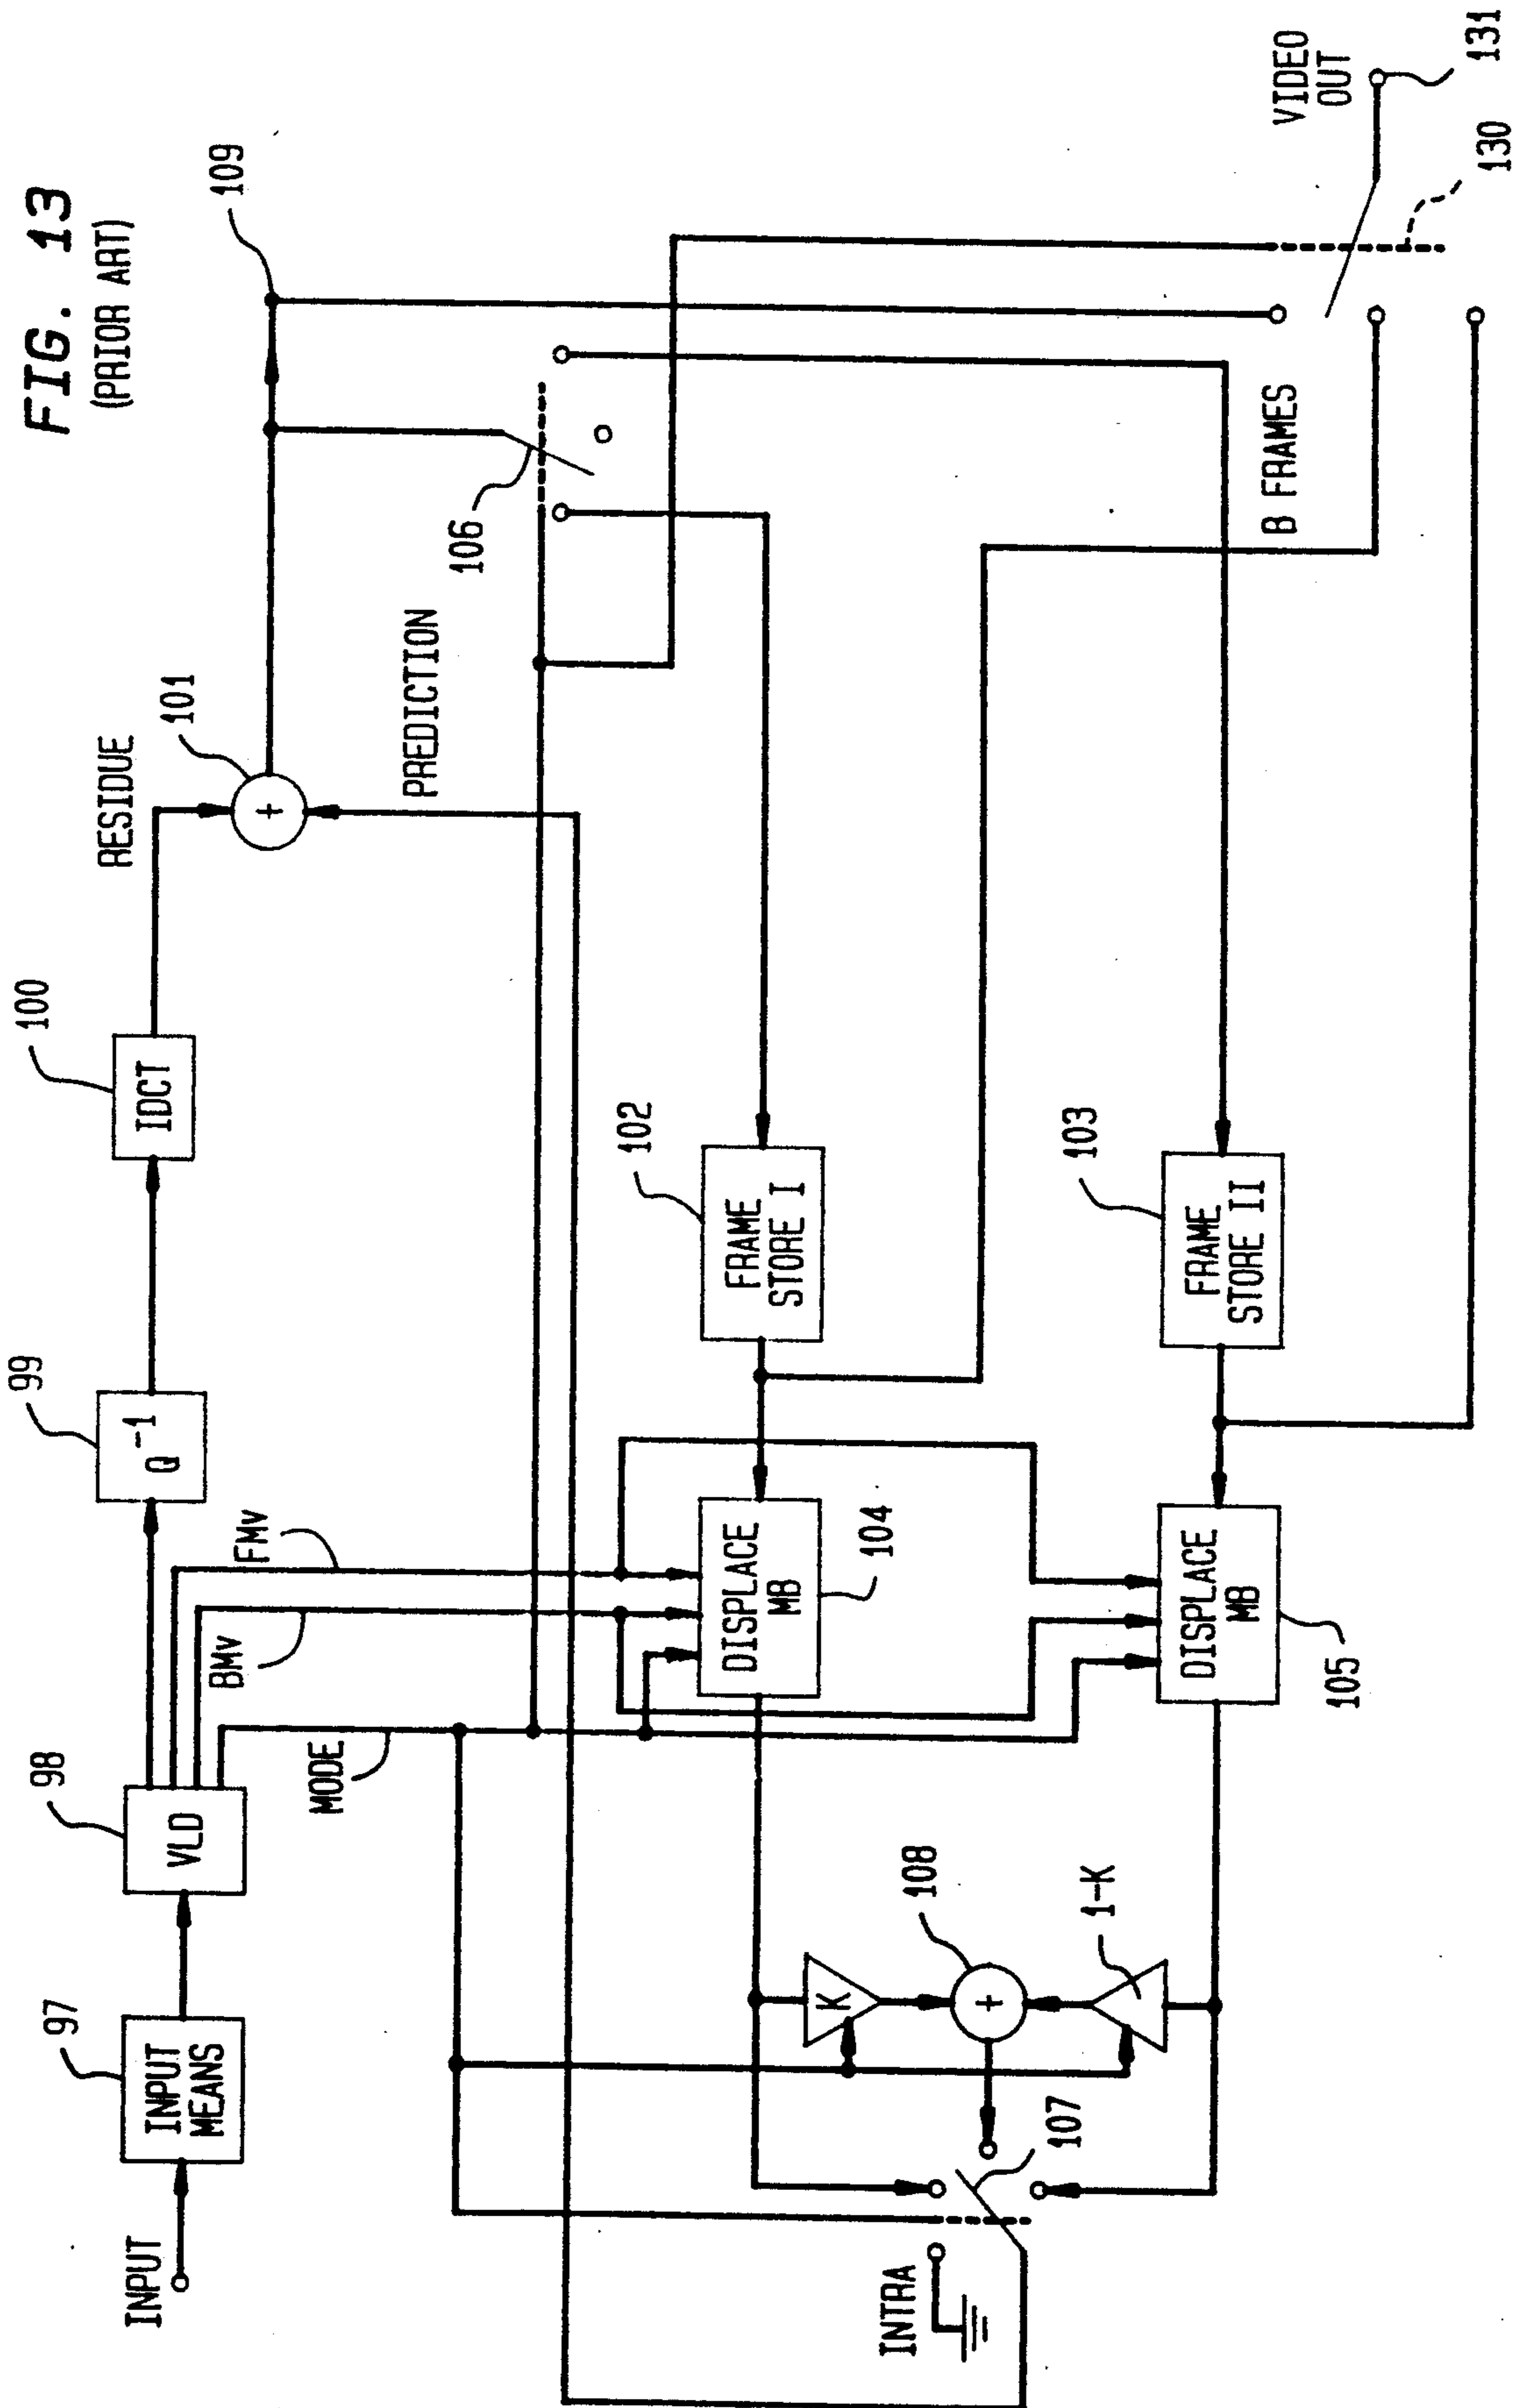 FIG. 13
(PRIOR ART)
INPUT
INPUT
MEANS
97
VLD
98
Q⁻¹
99
IDCT
100
RESIDUE
101
+
109
FMv
BMv
MODE
PREDICTION
106
FRAME
STORE I
102
FRAME
STORE II
103
DISPLACE
MB
104
DISPLACE
MB
105
K
+
108
1-K
107
INTRA
B FRAMES
VIDEO
OUT
130
131